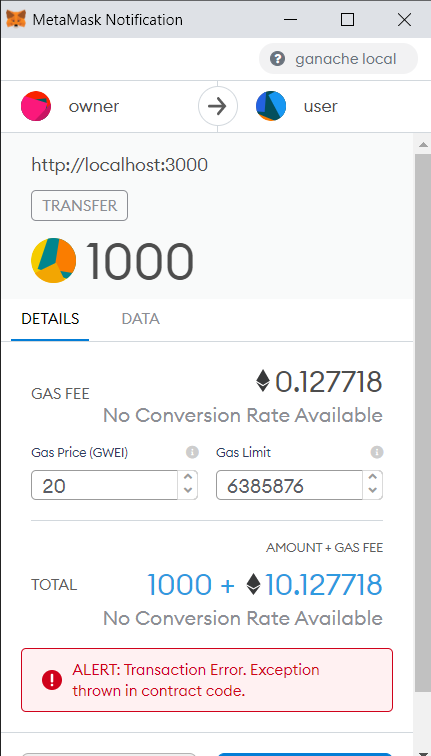 MetaMask Notification
ganache local
owner
user
http://localhost:3000
TRANSFER
1000
DETAILS DATA
GAS FEE
0.127718
No Conversion Rate Available
Gas Price (GWEI) Gas Limit
20 6385876
AMOUNT + GAS FEE
TOTAL
1000 + 10.127718
No Conversion Rate Available
ALERT: Transaction Error. Exception
thrown in contract code.